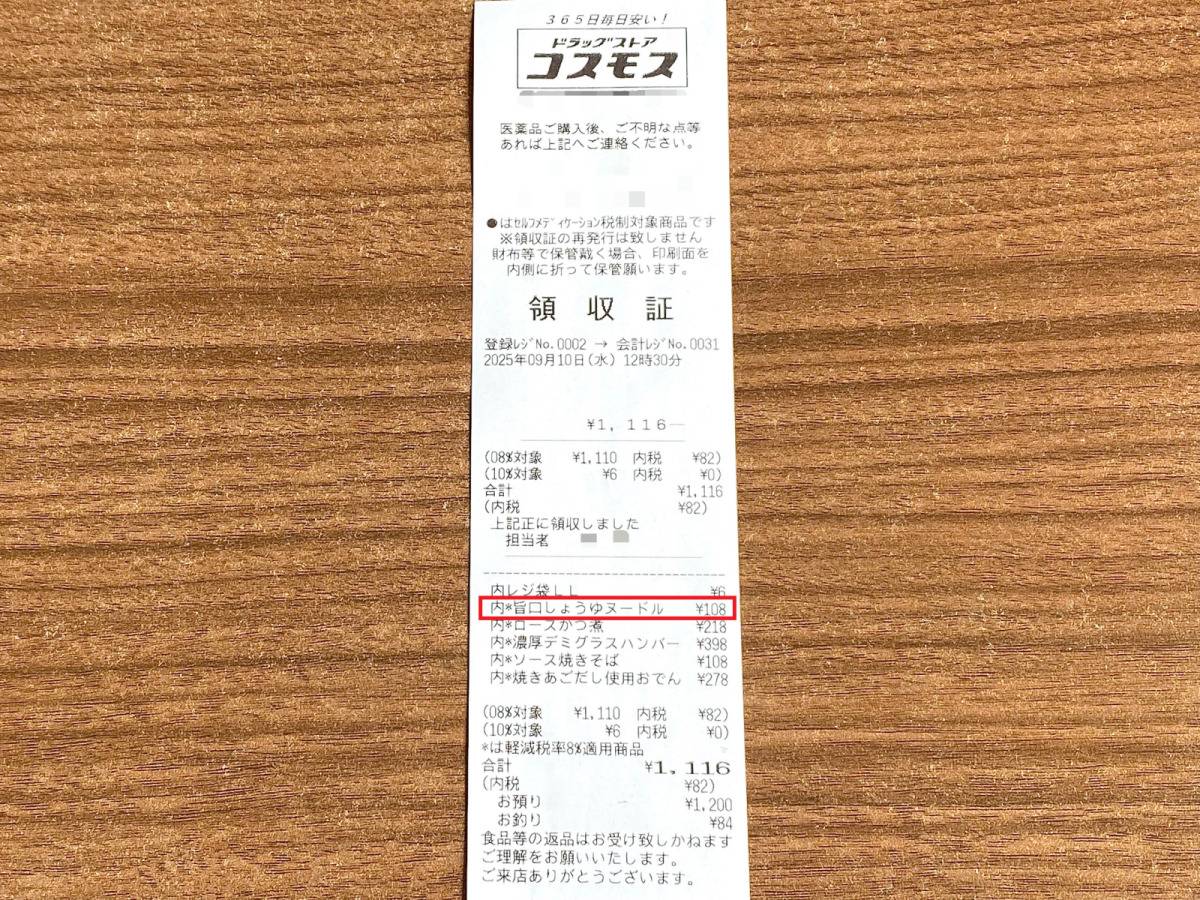 365日毎日安い!
ドラッグストア
コスモス
医薬品ご購入後、ご不明な点等
あれば上記へご連絡ください。
●はセルフメディケーション税制対象商品です
※領収証の再発行は致しません
財布等で保管戴く場合、印刷面を
内側に折って保管願います。
領収証
登録レジNo.0002 → 会計レジNo.0031
2025年09月10日(水) 12時30分
¥1,116―
(08%対象 ¥1,110 内税 ¥82)
(10%対象 ¥6 内税 ¥0)
合計 ¥1,116
(内税 ¥82)
上記正に領収しました
担当者
内レジ袋LL ¥6
内*旨口しょうゆヌードル ¥108
内*ロースかつ煮 ¥218
内*濃厚デミグラスハンバー ¥398
内*ソース焼きそば ¥108
内*焼きあごだし使用おでん ¥278
(08%対象 ¥1,110 内税 ¥82)
(10%対象 ¥6 内税 ¥0)
*は軽減税率8%適用商品
合計 ¥1,116
(内税 ¥82)
お預り ¥1,200
お釣り ¥84
食品等の返品はお受け致しかねます
ご理解をお願いいたします。
ご来店ありがとうございます。